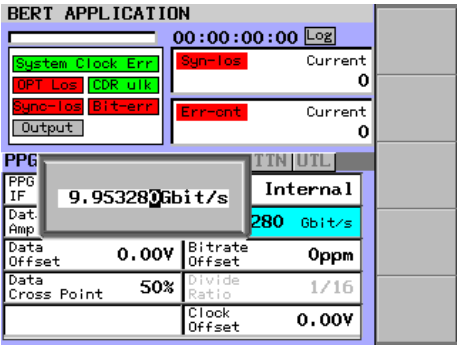 BERT APPLICATION
00:00:00:00 Log
System Clock Err
OPT Los CDR ulk
Sync-los Bit-err
Output
Syn-los Current
0
Err-cnt Current
0
PPG TTN UTL
PPG
IF
Internal
9.953280Gbit/s
Dat
Amp
280 Gbit/s
Data
Offset 0.00V
Bitrate
Offset 0ppm
Data
Cross Point 50%
Divide
Ratio 1/16
Clock
Offset 0.00V